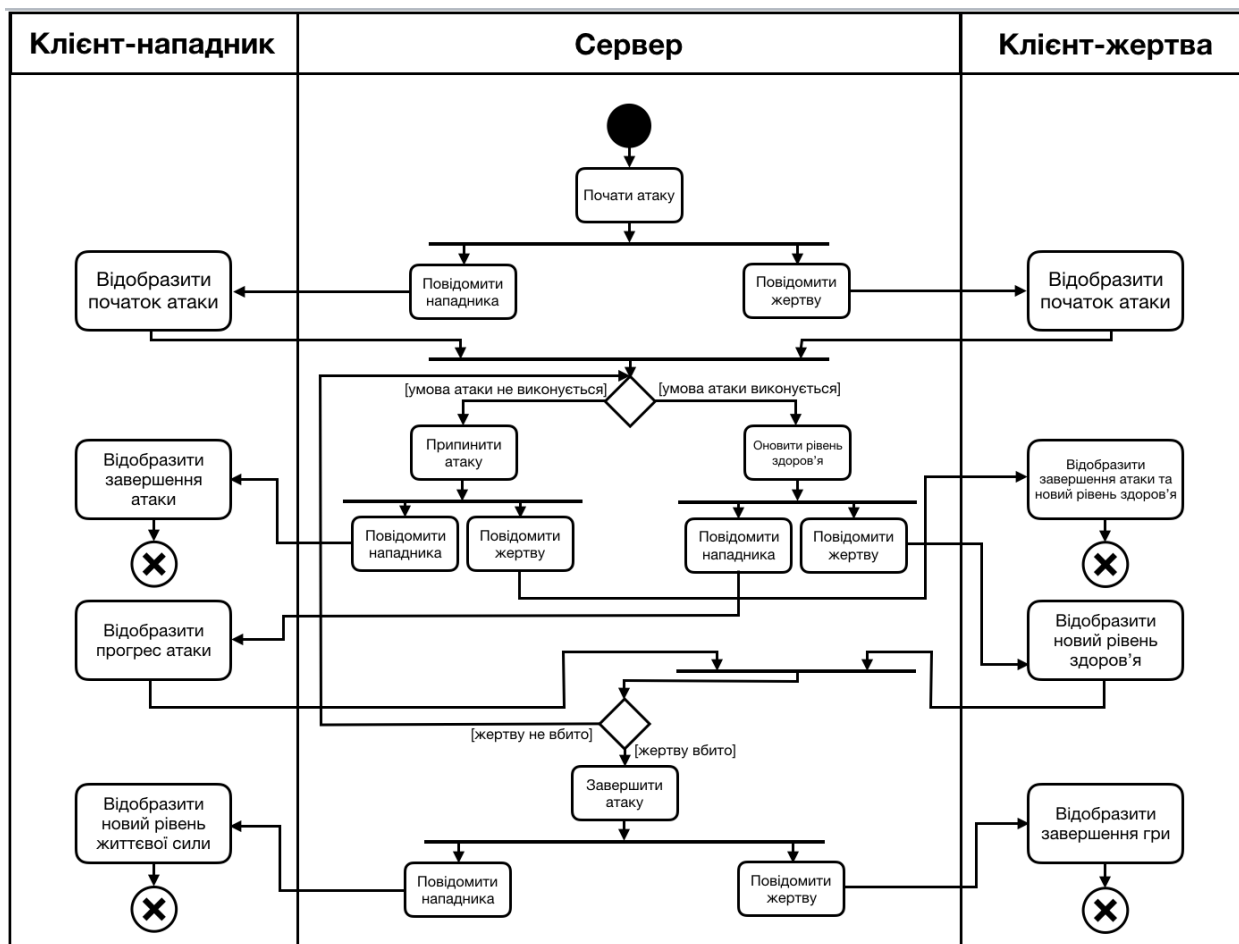 Клієнт-нападник
Сервер
Клієнт-жертва
Почати атаку
Відобразити
початок атаки
Повідомити
нападника
Повідомити
жертву
Відобразити
початок атаки
[умова атаки не виконується]
[умова атаки виконується]
Припинити
атаку
Оновити рівень
здоров’я
Відобразити
завершення
атаки
Відобразити
завершення атаки та
новий рівень здоров’я
Повідомити
нападника
Повідомити
жертву
Повідомити
нападника
Повідомити
жертву
Відобразити
прогрес атаки
Відобразити
новий рівень
здоров’я
[жертву не вбито]
[жертву вбито]
Завершити
атаку
Відобразити
новий рівень
життєвої сили
Відобразити
завершення гри
Повідомити
нападника
Повідомити
жертву